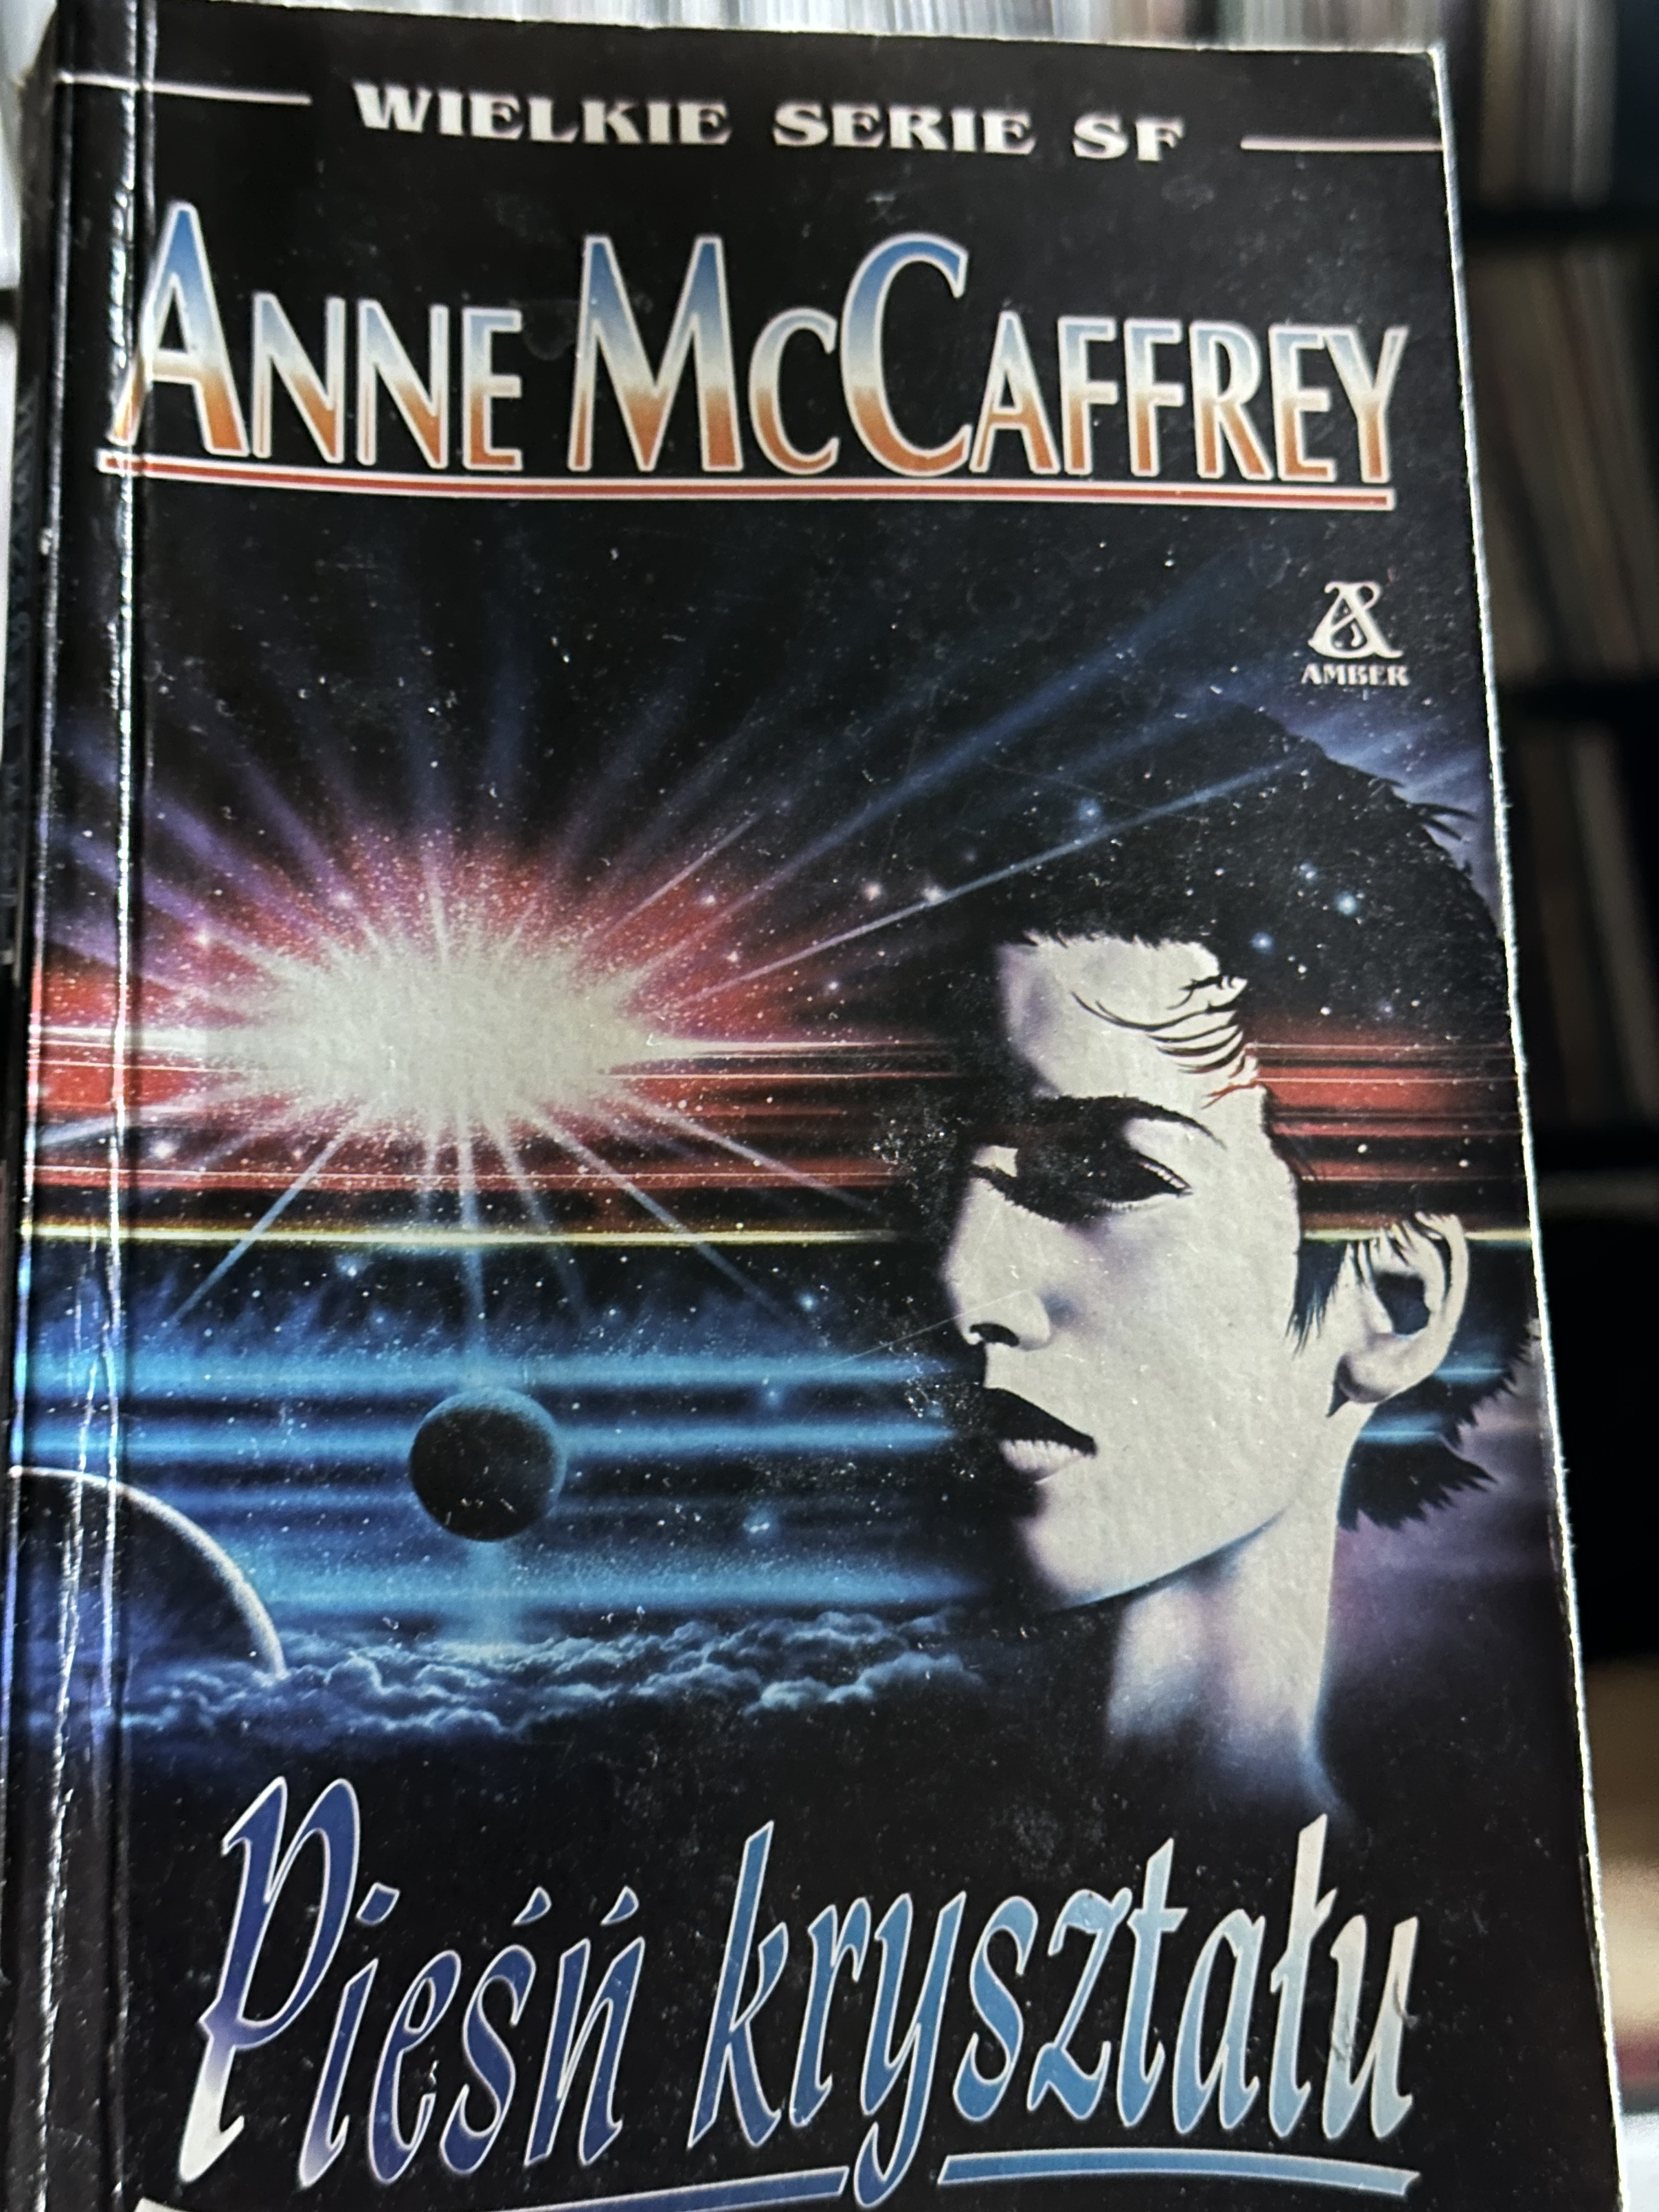 WIELKIE SERIE SF
ANNE MCCAFFREY
AMBER
Pieśń kryształu